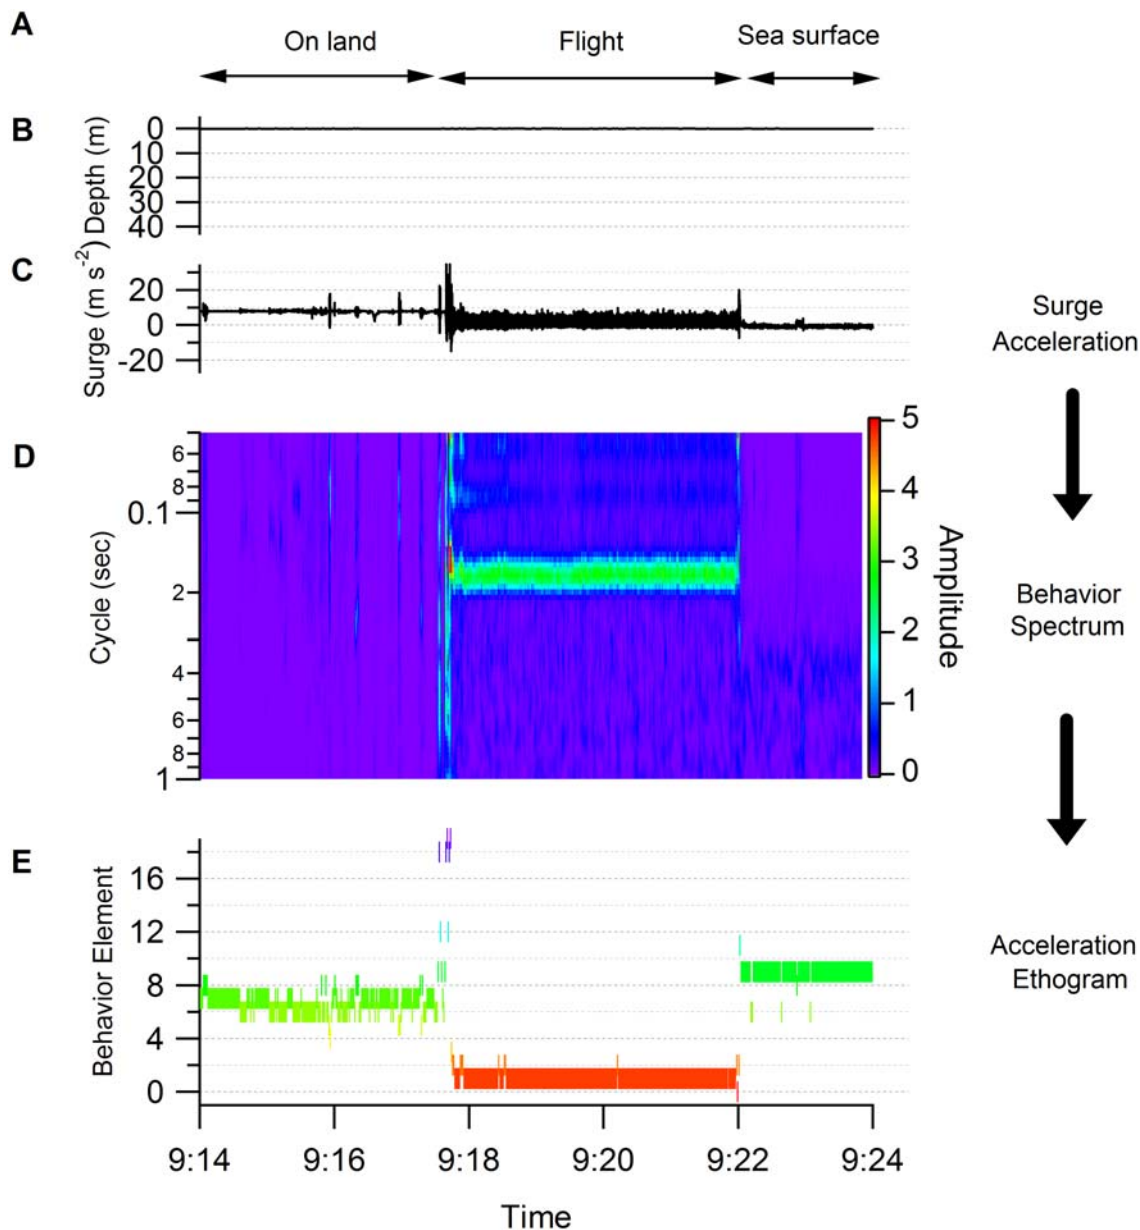 A
On land
Flight
Sea surface
B
0
10
20
30
40
Depth (m)
C
20
0
-20
Surge (m s⁻²)
Surge
Acceleration
D
6
8
0.1
2
4
6
8
1
Cycle (sec)
5
4
3
2
1
0
Amplitude
Behavior
Spectrum
E
16
12
8
4
0
Behavior Element
Acceleration
Ethogram
9:14
9:16
9:18
9:20
9:22
9:24
Time